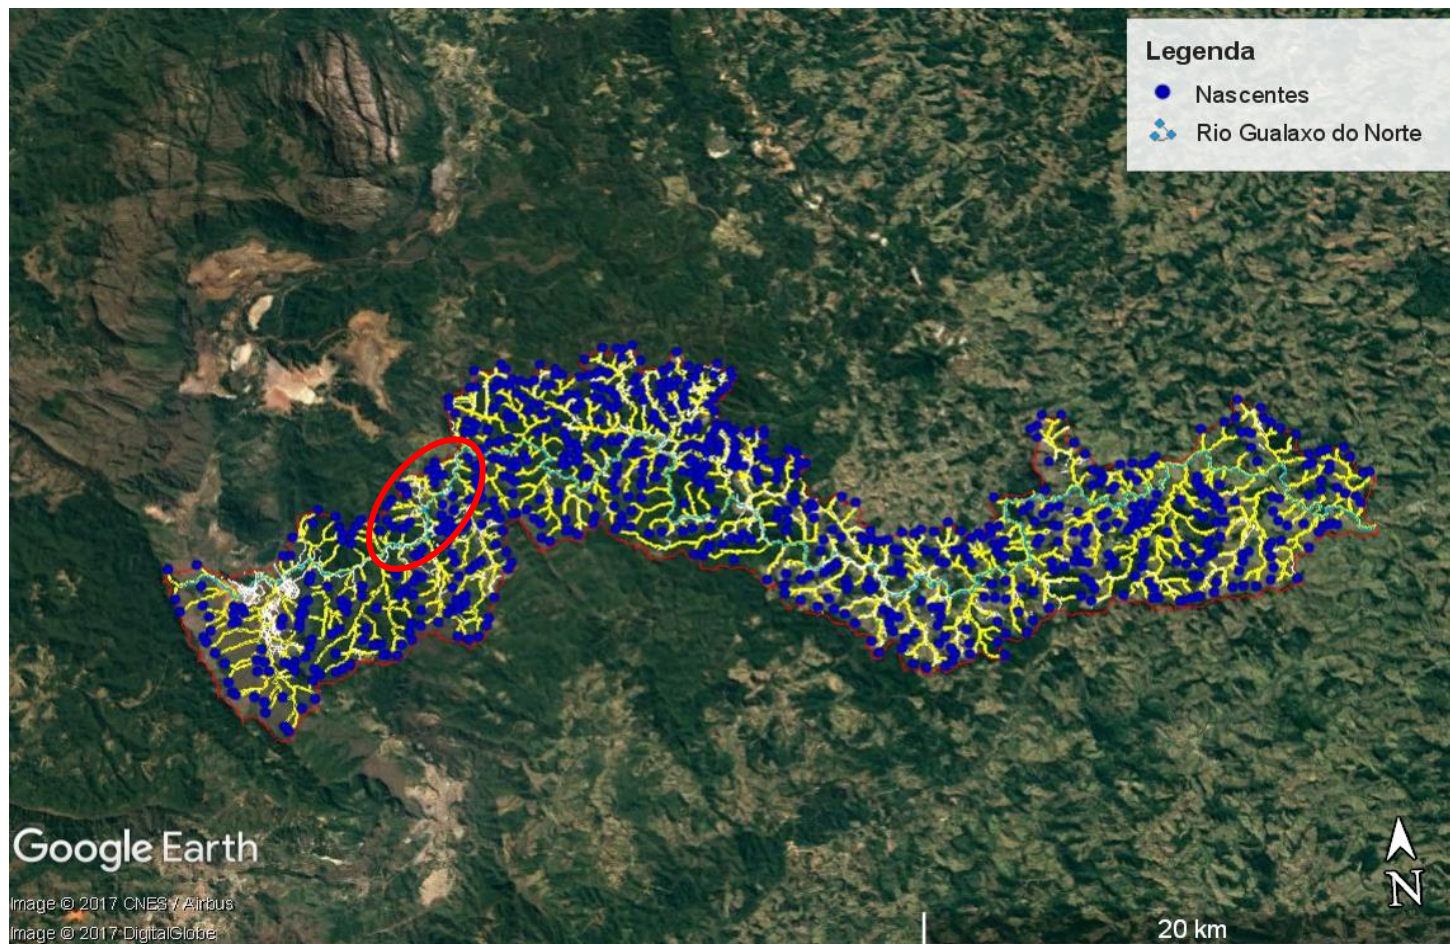 Legenda
Nascentes
Rio Gualaxo do Norte
Google Earth
Image © 2017 CNES / Airbus
Image © 2017 DigitalGlobe
N
20 km